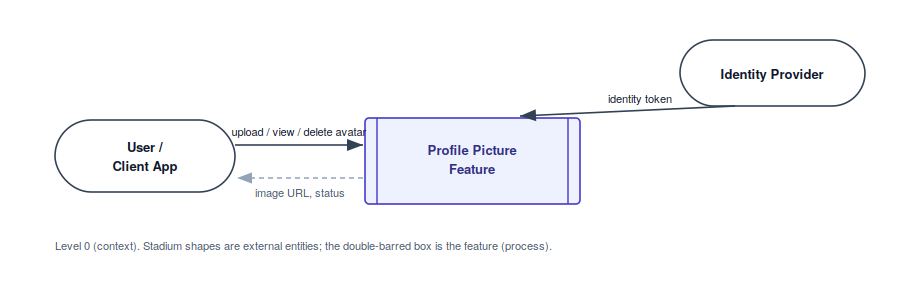 Identity Provider
identity token
upload / view / delete avatar
User /
Client App
Profile Picture
Feature
image URL, status
Level 0 (context). Stadium shapes are external entities; the double-barred box is the feature (process).